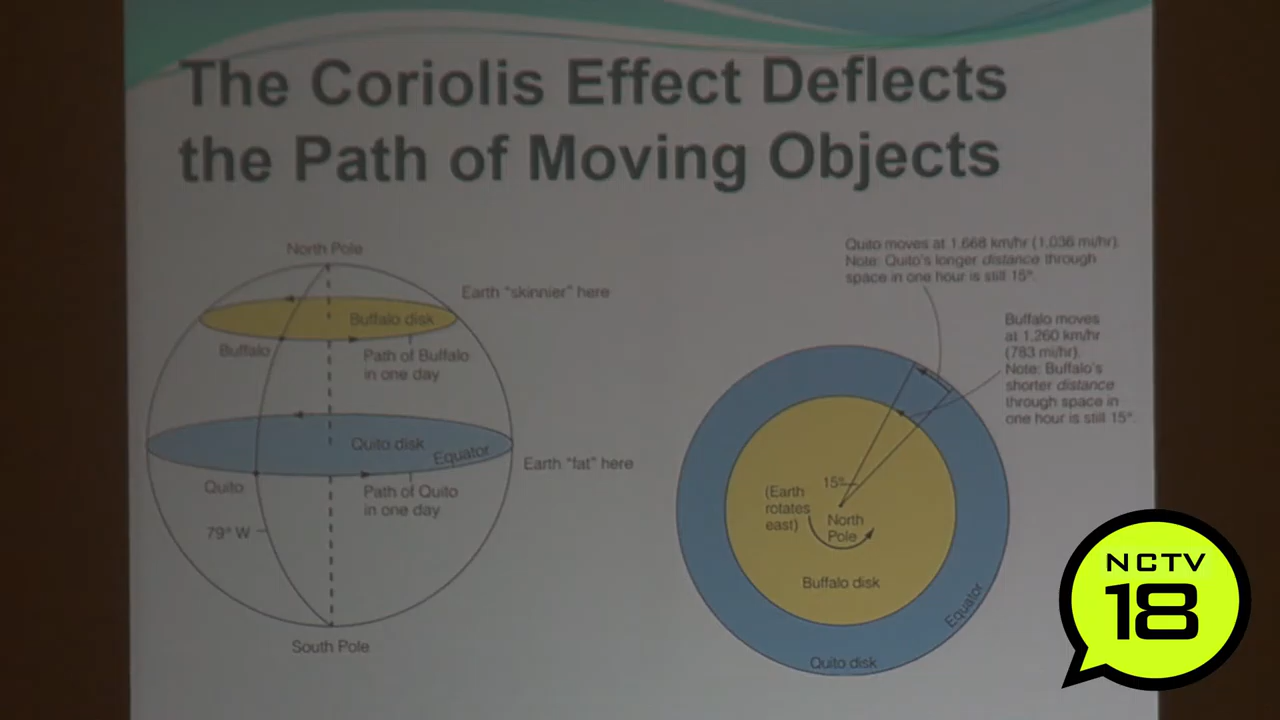 The Coriolis Effect Deflects
the Path of Moving Objects
North Pole
Earth "skinnier" here
Buffalo disk
Buffalo
Path of Buffalo
in one day
Quito disk
Equator
Earth "fat" here
Quito
Path of Quito
in one day
79° W
South Pole
Quito moves at 1,668 km/hr (1,036 mi/hr).
Note: Quito's longer distance through
space in one hour is still 15°.
Buffalo moves
at 1,260 km/hr
(783 mi/hr).
Note: Buffalo's
shorter distance
through space in
one hour is still 15°.
15°
(Earth
rotates
east)
North
Pole
Buffalo disk
Equator
Quito disk
NCTV
18